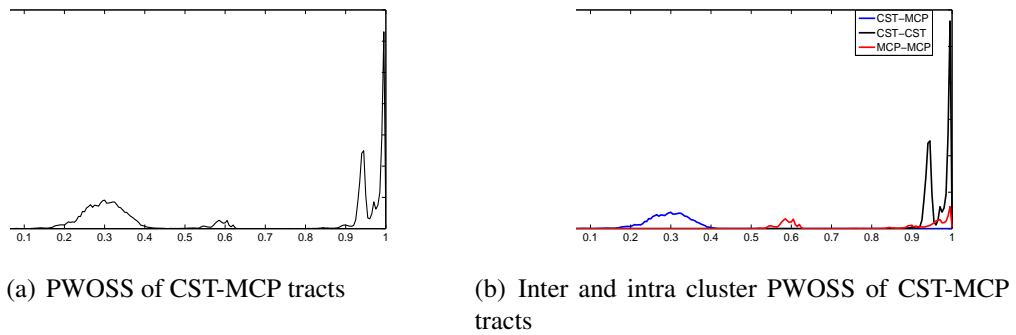 CST−MCP
CST−CST
MCP−MCP
0.1 0.2 0.3 0.4 0.5 0.6 0.7 0.8 0.9 1
0.1 0.2 0.3 0.4 0.5 0.6 0.7 0.8 0.9 1
(a) PWOSS of CST-MCP tracts
(b) Inter and intra cluster PWOSS of CST-MCP
tracts